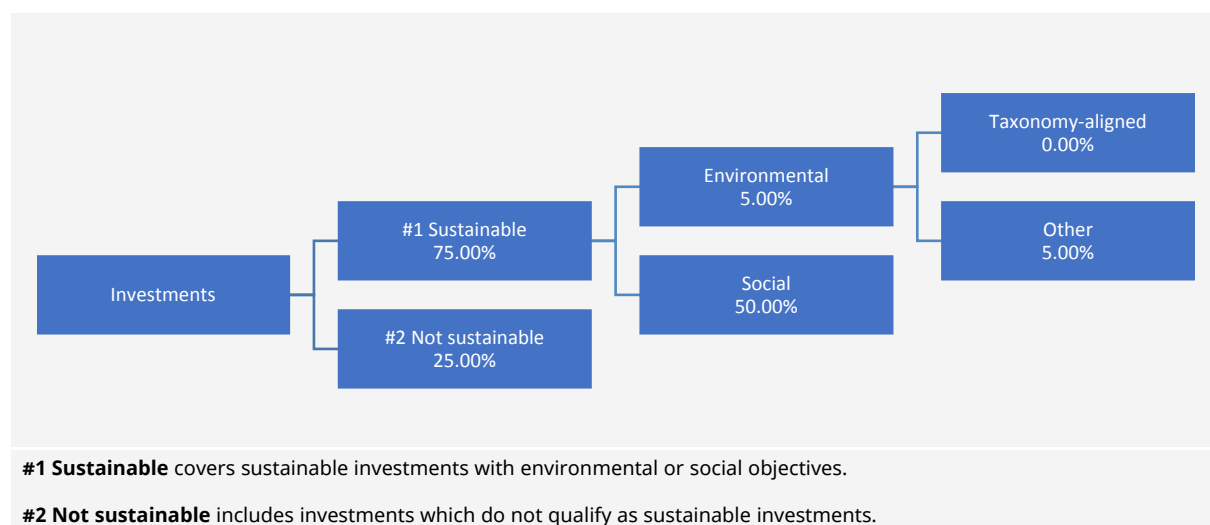 Investments
#1 Sustainable
75.00%
#2 Not sustainable
25.00%
Environmental
5.00%
Social
50.00%
Taxonomy-aligned
0.00%
Other
5.00%
#1 Sustainable covers sustainable investments with environmental or social objectives.
#2 Not sustainable includes investments which do not qualify as sustainable investments.